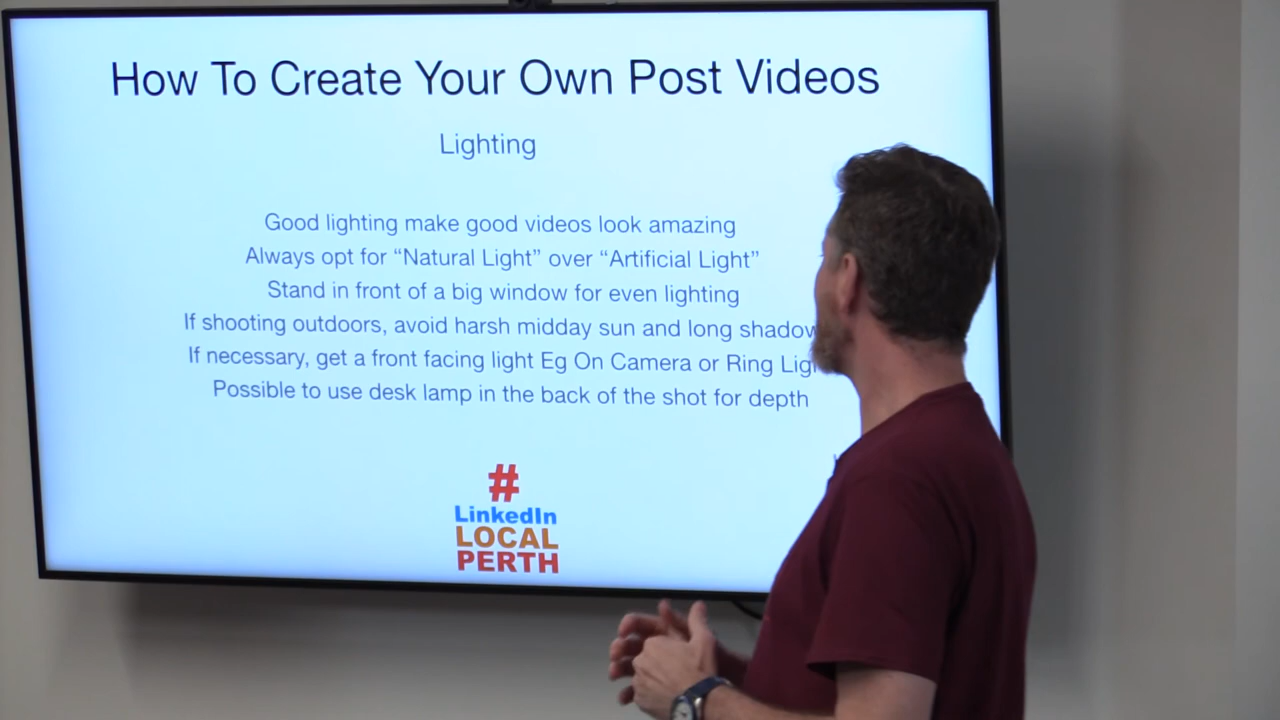 How To Create Your Own Post Videos
Lighting
Good lighting make good videos look amazing
Always opt for “Natural Light” over “Artificial Light”
Stand in front of a big window for even lighting
If shooting outdoors, avoid harsh midday sun and long shadow
If necessary, get a front facing light Eg On Camera or Ring Lig
Possible to use desk lamp in the back of the shot for depth
#
LinkedIn
LOCAL
PERTH